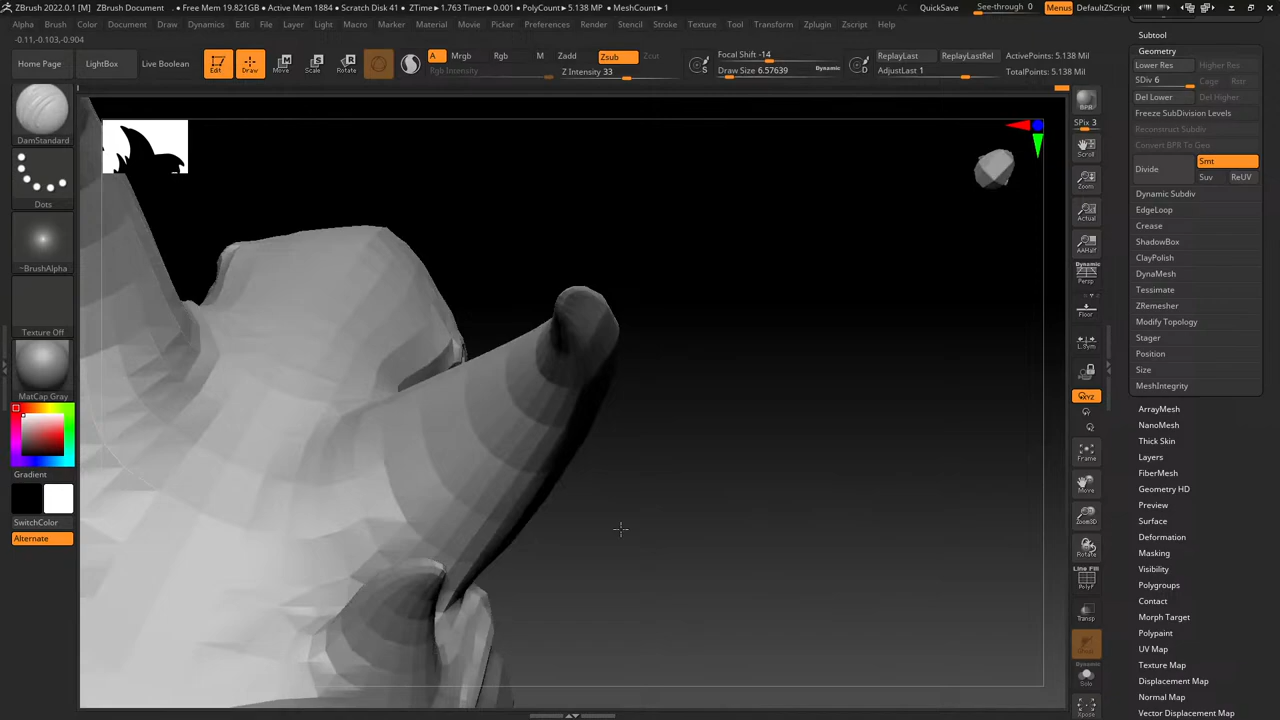 ZBrush 2022.0.1 [M] ZBrush Document • Free Mem 19.821GB • Active Mem 1884 • Scratch Disk 41 • ZTime▸1.763 Timer▸0.001 • PolyCount▸5.138 MP • MeshCount▸1
AC QuickSave See-through 0 Menus DefaultZScript
Alpha Brush Color Document Draw Dynamics Edit File Layer Light Macro Marker Material Movie Picker Preferences Render Stencil Stroke Texture Tool Transform Zplugin Zscript Help
-0.11,-0.103,-0.904
Home Page LightBox Live Boolean
Edit Draw Move Scale Rotate
A Mrgb Rgb M Zadd Zsub Zcut
Rgb Intensity Z Intensity 33
Focal Shift -14
Draw Size 6.57639 Dynamic
ReplayLast ReplayLastRel
AdjustLast 1
ActivePoints: 5.138 Mil
TotalPoints: 5.138 Mil
DamStandard
Dots
~BrushAlpha
Texture Off
MatCap Gray
Gradient
SwitchColor
Alternate
BPR
SPix 3
Scroll
Zoom
Actual
AAHalf
Dynamic
Persp
Floor
L.Sym
XYZ
Frame
Move
Zoom3D
Rotate
Line Fill
PolyF
Transp
Dynamic
Solo
Xpose
Subtool
Geometry
Lower Res Higher Res
SDiv 6 Cage Rstr
Del Lower Del Higher
Freeze SubDivision Levels
Reconstruct Subdiv
Convert BPR To Geo
Divide Smt
Suv ReUV
Dynamic Subdiv
EdgeLoop
Crease
ShadowBox
ClayPolish
DynaMesh
Tessimate
ZRemesher
Modify Topology
Stager
Position
Size
MeshIntegrity
ArrayMesh
NanoMesh
Thick Skin
Layers
FiberMesh
Geometry HD
Preview
Surface
Deformation
Masking
Visibility
Polygroups
Contact
Morph Target
Polypaint
UV Map
Texture Map
Displacement Map
Normal Map
Vector Displacement Map